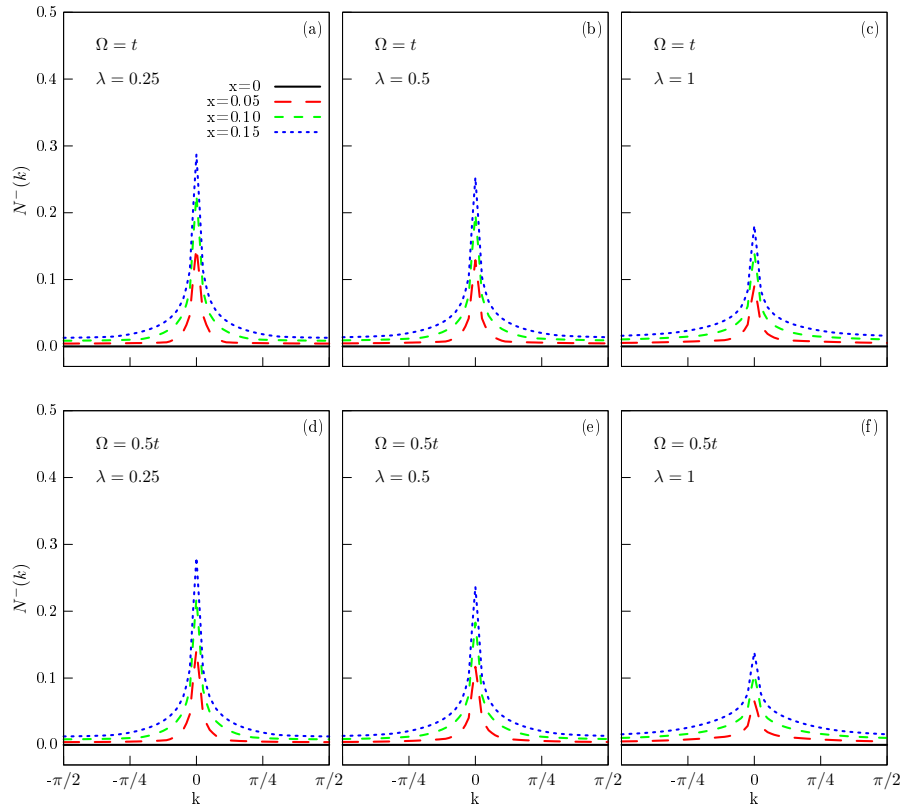 0.5
0.4
0.3
0.2
0.1
0.0
N⁻(k)
(a)
Ω = t
λ = 0.25
x=0
x=0.05
x=0.10
x=0.15
(b)
Ω = t
λ = 0.5
(c)
Ω = t
λ = 1
0.5
0.4
0.3
0.2
0.1
0.0
N⁻(k)
(d)
Ω = 0.5t
λ = 0.25
(e)
Ω = 0.5t
λ = 0.5
(f)
Ω = 0.5t
λ = 1
-π/2 -π/4 0 π/4 π/2 -π/4 0 π/4 π/2 -π/4 0 π/4 π/2
k k k